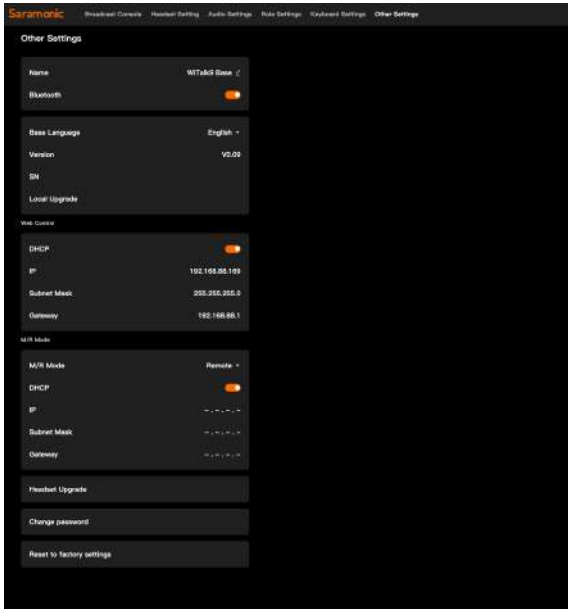 Saramonic Broadcast Console Headset Setting Audio Settings Role Settings Keyboard Settings Other Settings
Other Settings
Name WiTalk9 Base
Bluetooth
Base Language English
Version V0.09
SN
Local Upgrade
Web Control
DHCP
IP 192.168.88.169
Subnet Mask 255.255.255.0
Gateway 192.168.88.1
M/R Mode
M/R Mode Remote
DHCP
IP -.-.-.-
Subnet Mask -.-.-.-
Gateway -.-.-.-
Headset Upgrade
Change password
Reset to factory settings